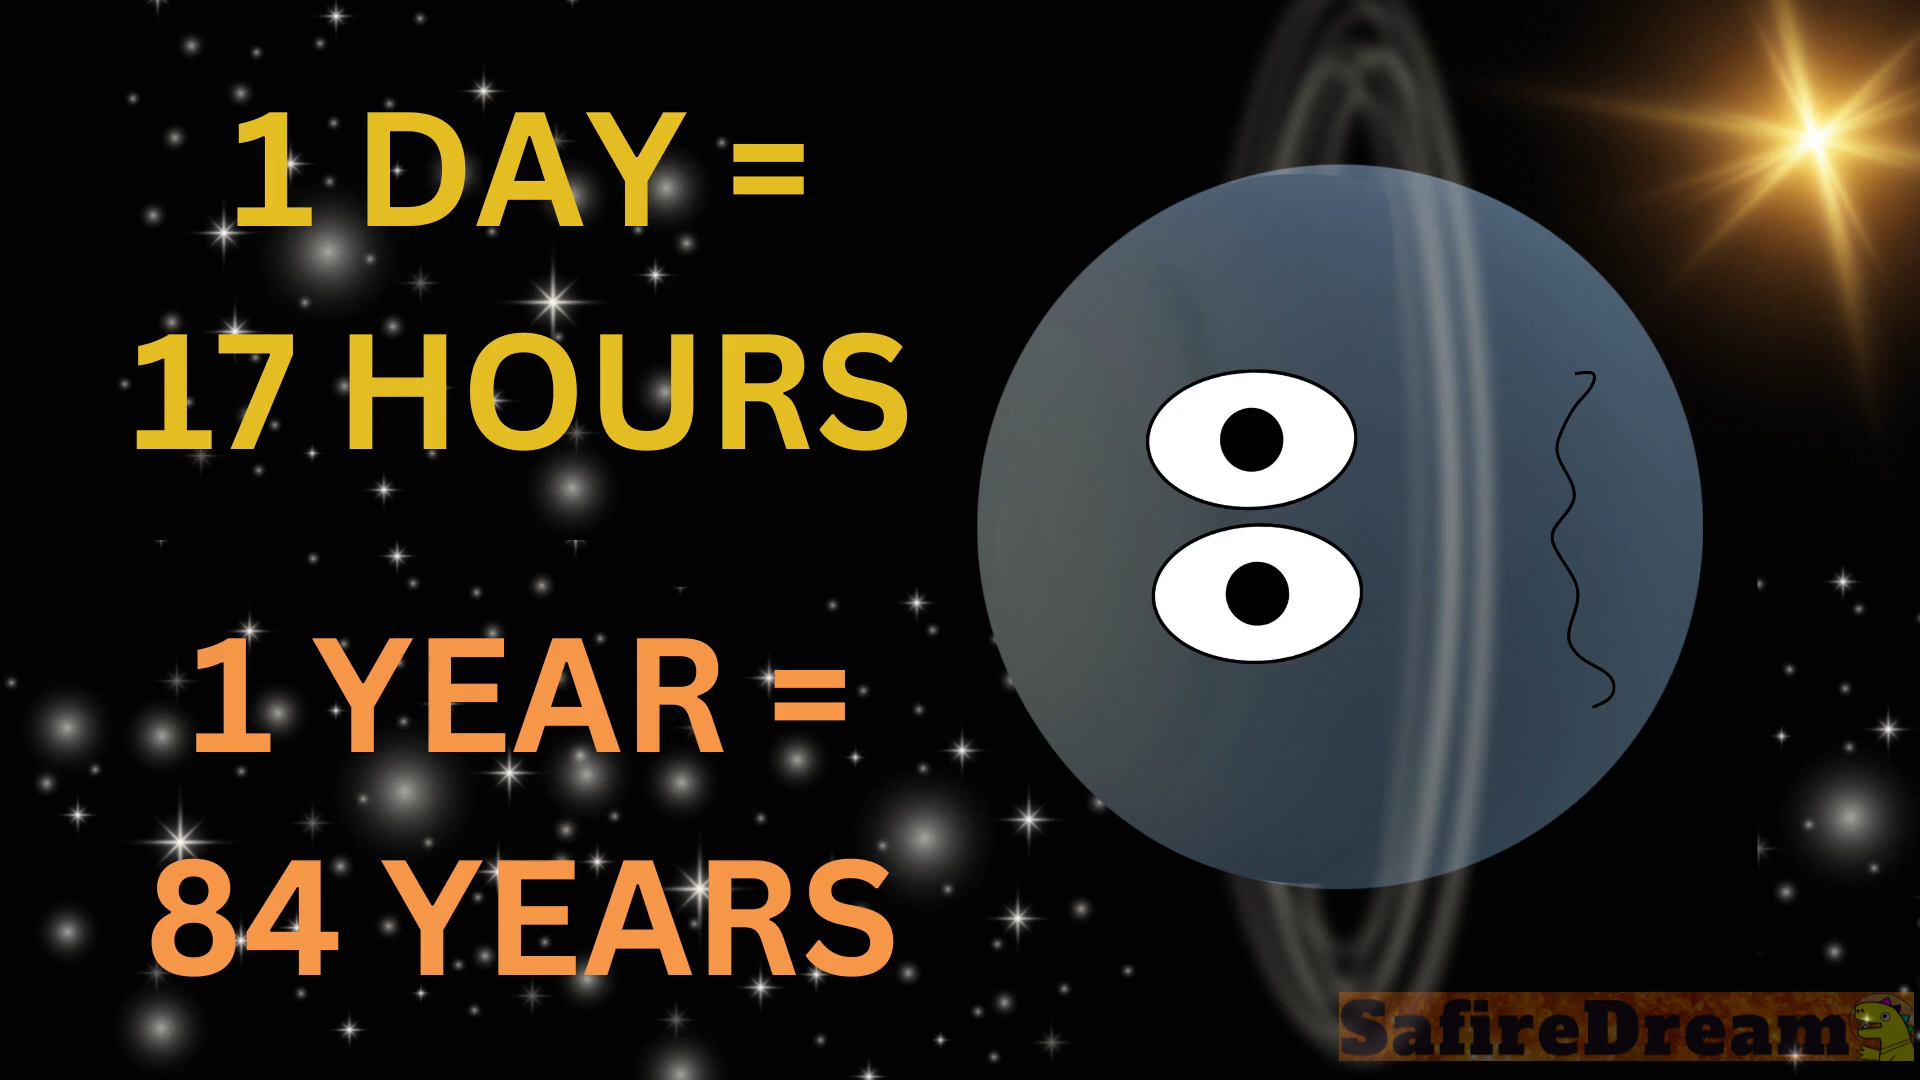 1 DAY =
17 HOURS
1 YEAR =
84 YEARS
SafireDream